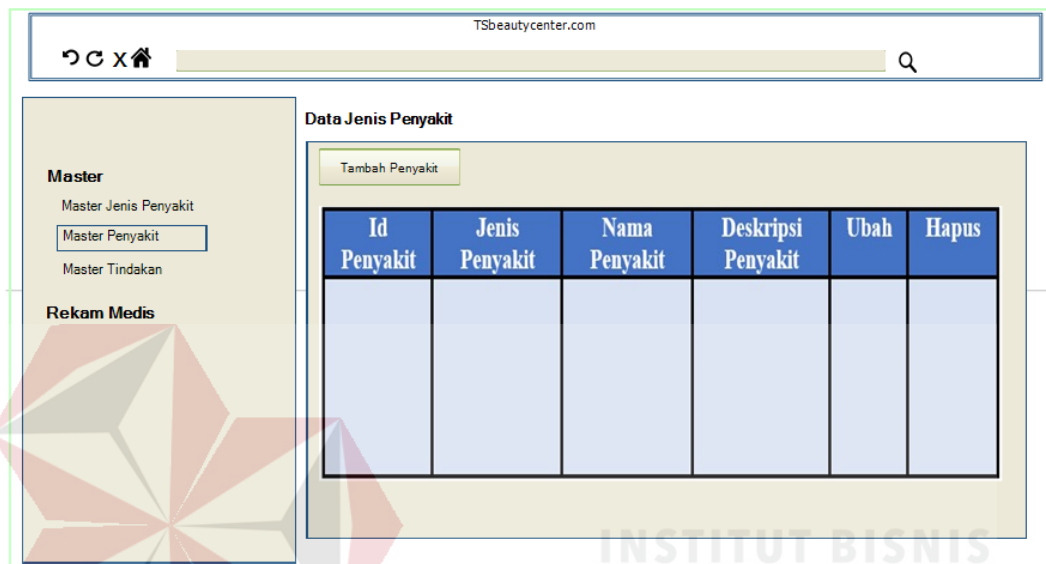 TSbeautycenter.com
X
Data Jenis Penyakit
Tambah Penyakit
Master
Master Jenis Penyakit
Master Penyakit
Master Tindakan
Rekam Medis
Id Penyakit
Jenis Penyakit
Nama Penyakit
Deskripsi Penyakit
Ubah
Hapus
INSTITUT BISNIS